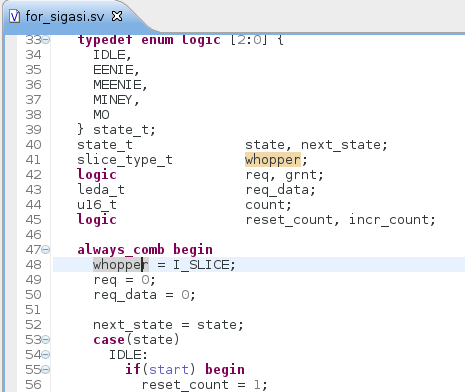 for_sigasi.sv
33 typedef enum logic [2:0] {
34 IDLE,
35 EENIE,
36 MEENIE,
37 MINEY,
38 MO
39 } state_t;
40 state_t state, next_state;
41 slice_type_t whopper;
42 logic req, grnt;
43 leda_t req_data;
44 u16_t count;
45 logic reset_count, incr_count;
46
47 always_comb begin
48 whopper = I_SLICE;
49 req = 0;
50 req_data = 0;
51
52 next_state = state;
53 case(state)
54 IDLE:
55 if(start) begin
56 reset_count = 1;